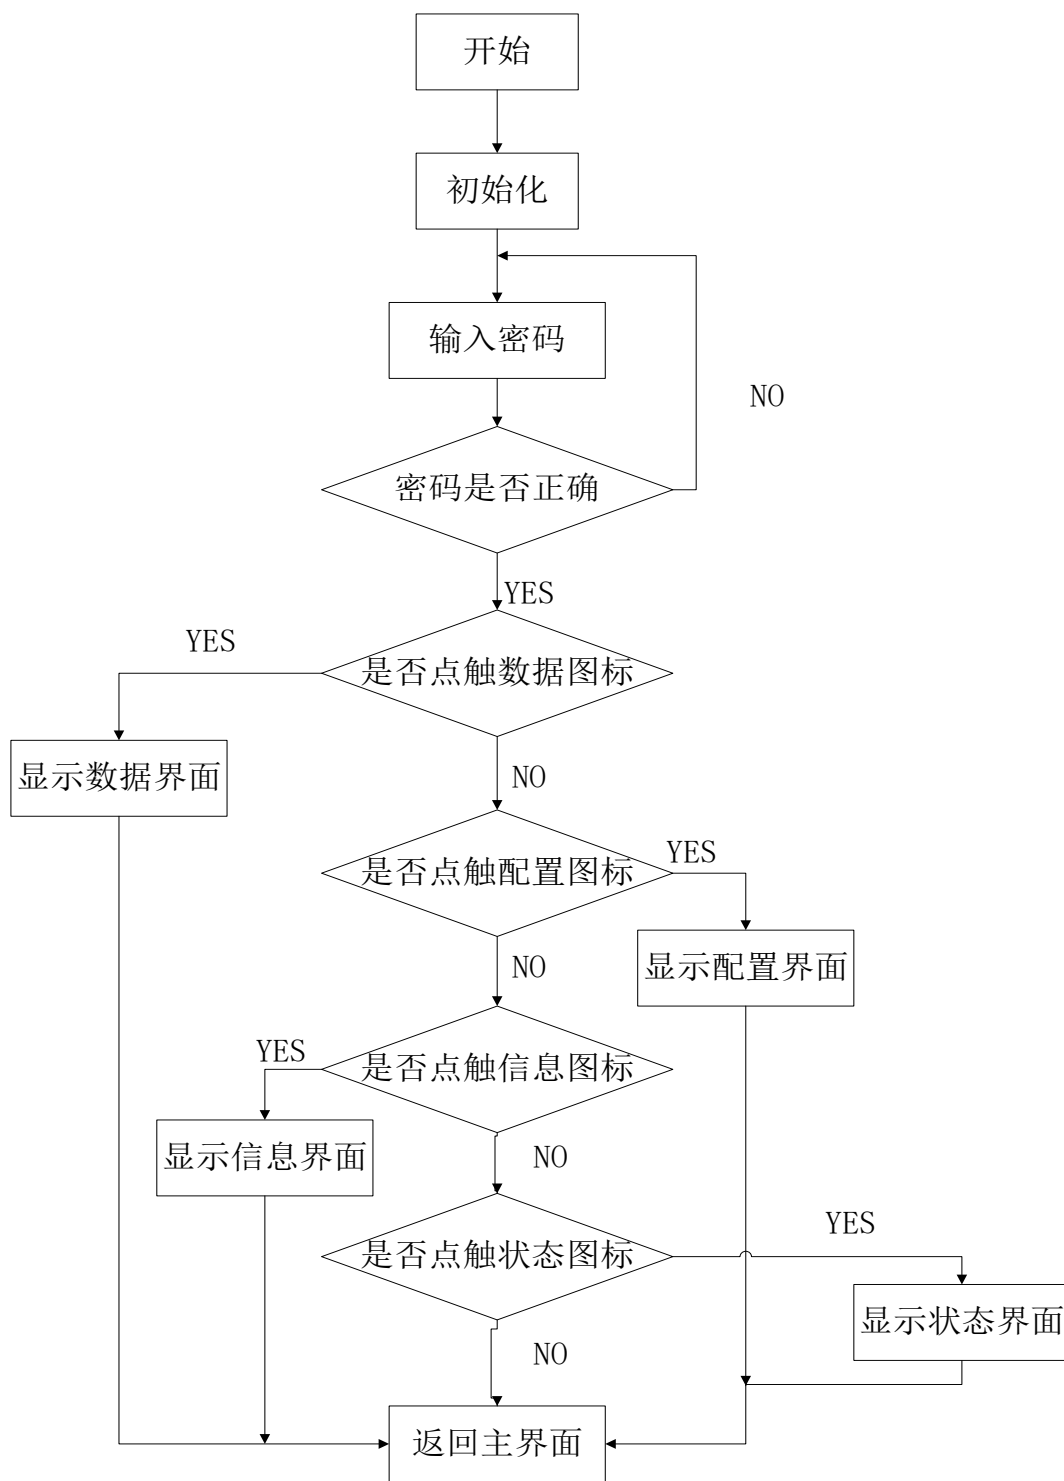 开始
初始化
输入密码
NO
密码是否正确
YES
YES
是否点触数据图标
显示数据界面
NO
是否点触配置图标
YES
显示配置界面
NO
YES
是否点触信息图标
显示信息界面
NO
YES
是否点触状态图标
显示状态界面
NO
返回主界面